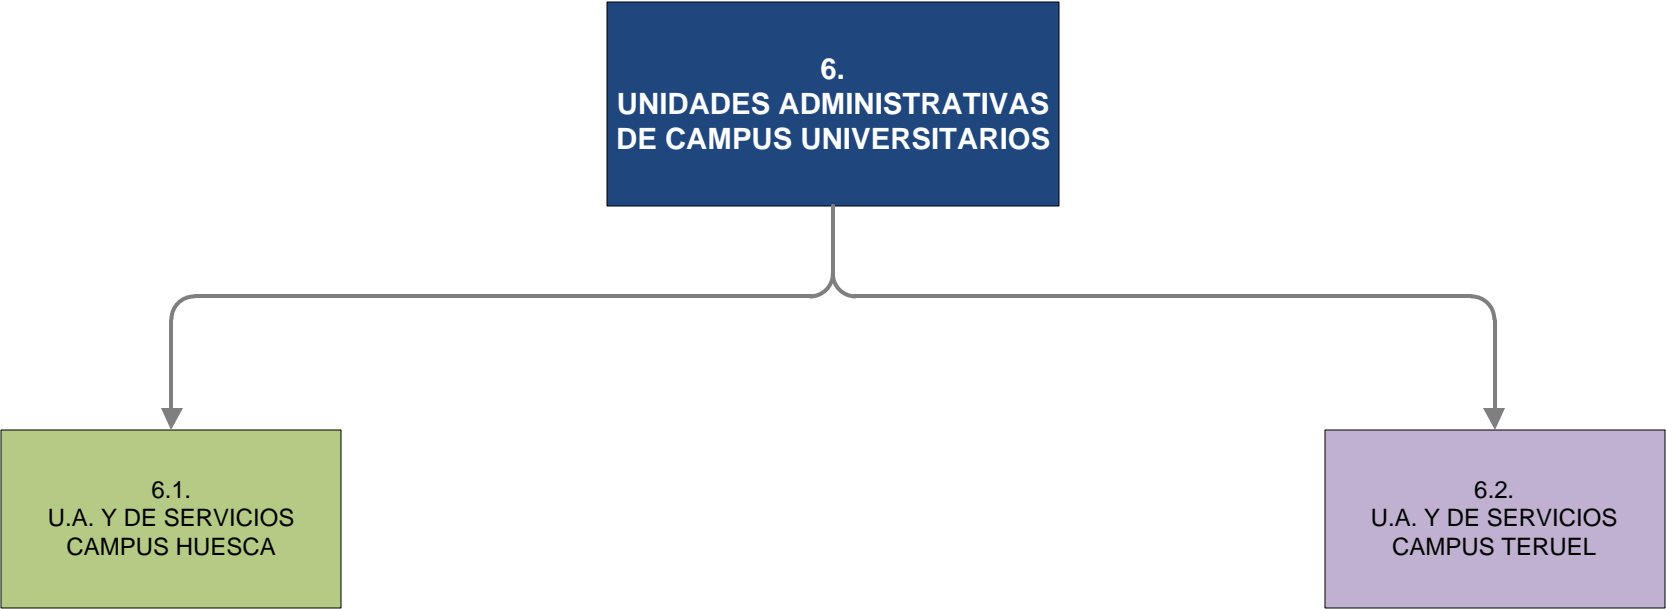 6.
UNIDADES ADMINISTRATIVAS
DE CAMPUS UNIVERSITARIOS
6.1.
U.A. Y DE SERVICIOS
CAMPUS HUESCA
6.2.
U.A. Y DE SERVICIOS
CAMPUS TERUEL